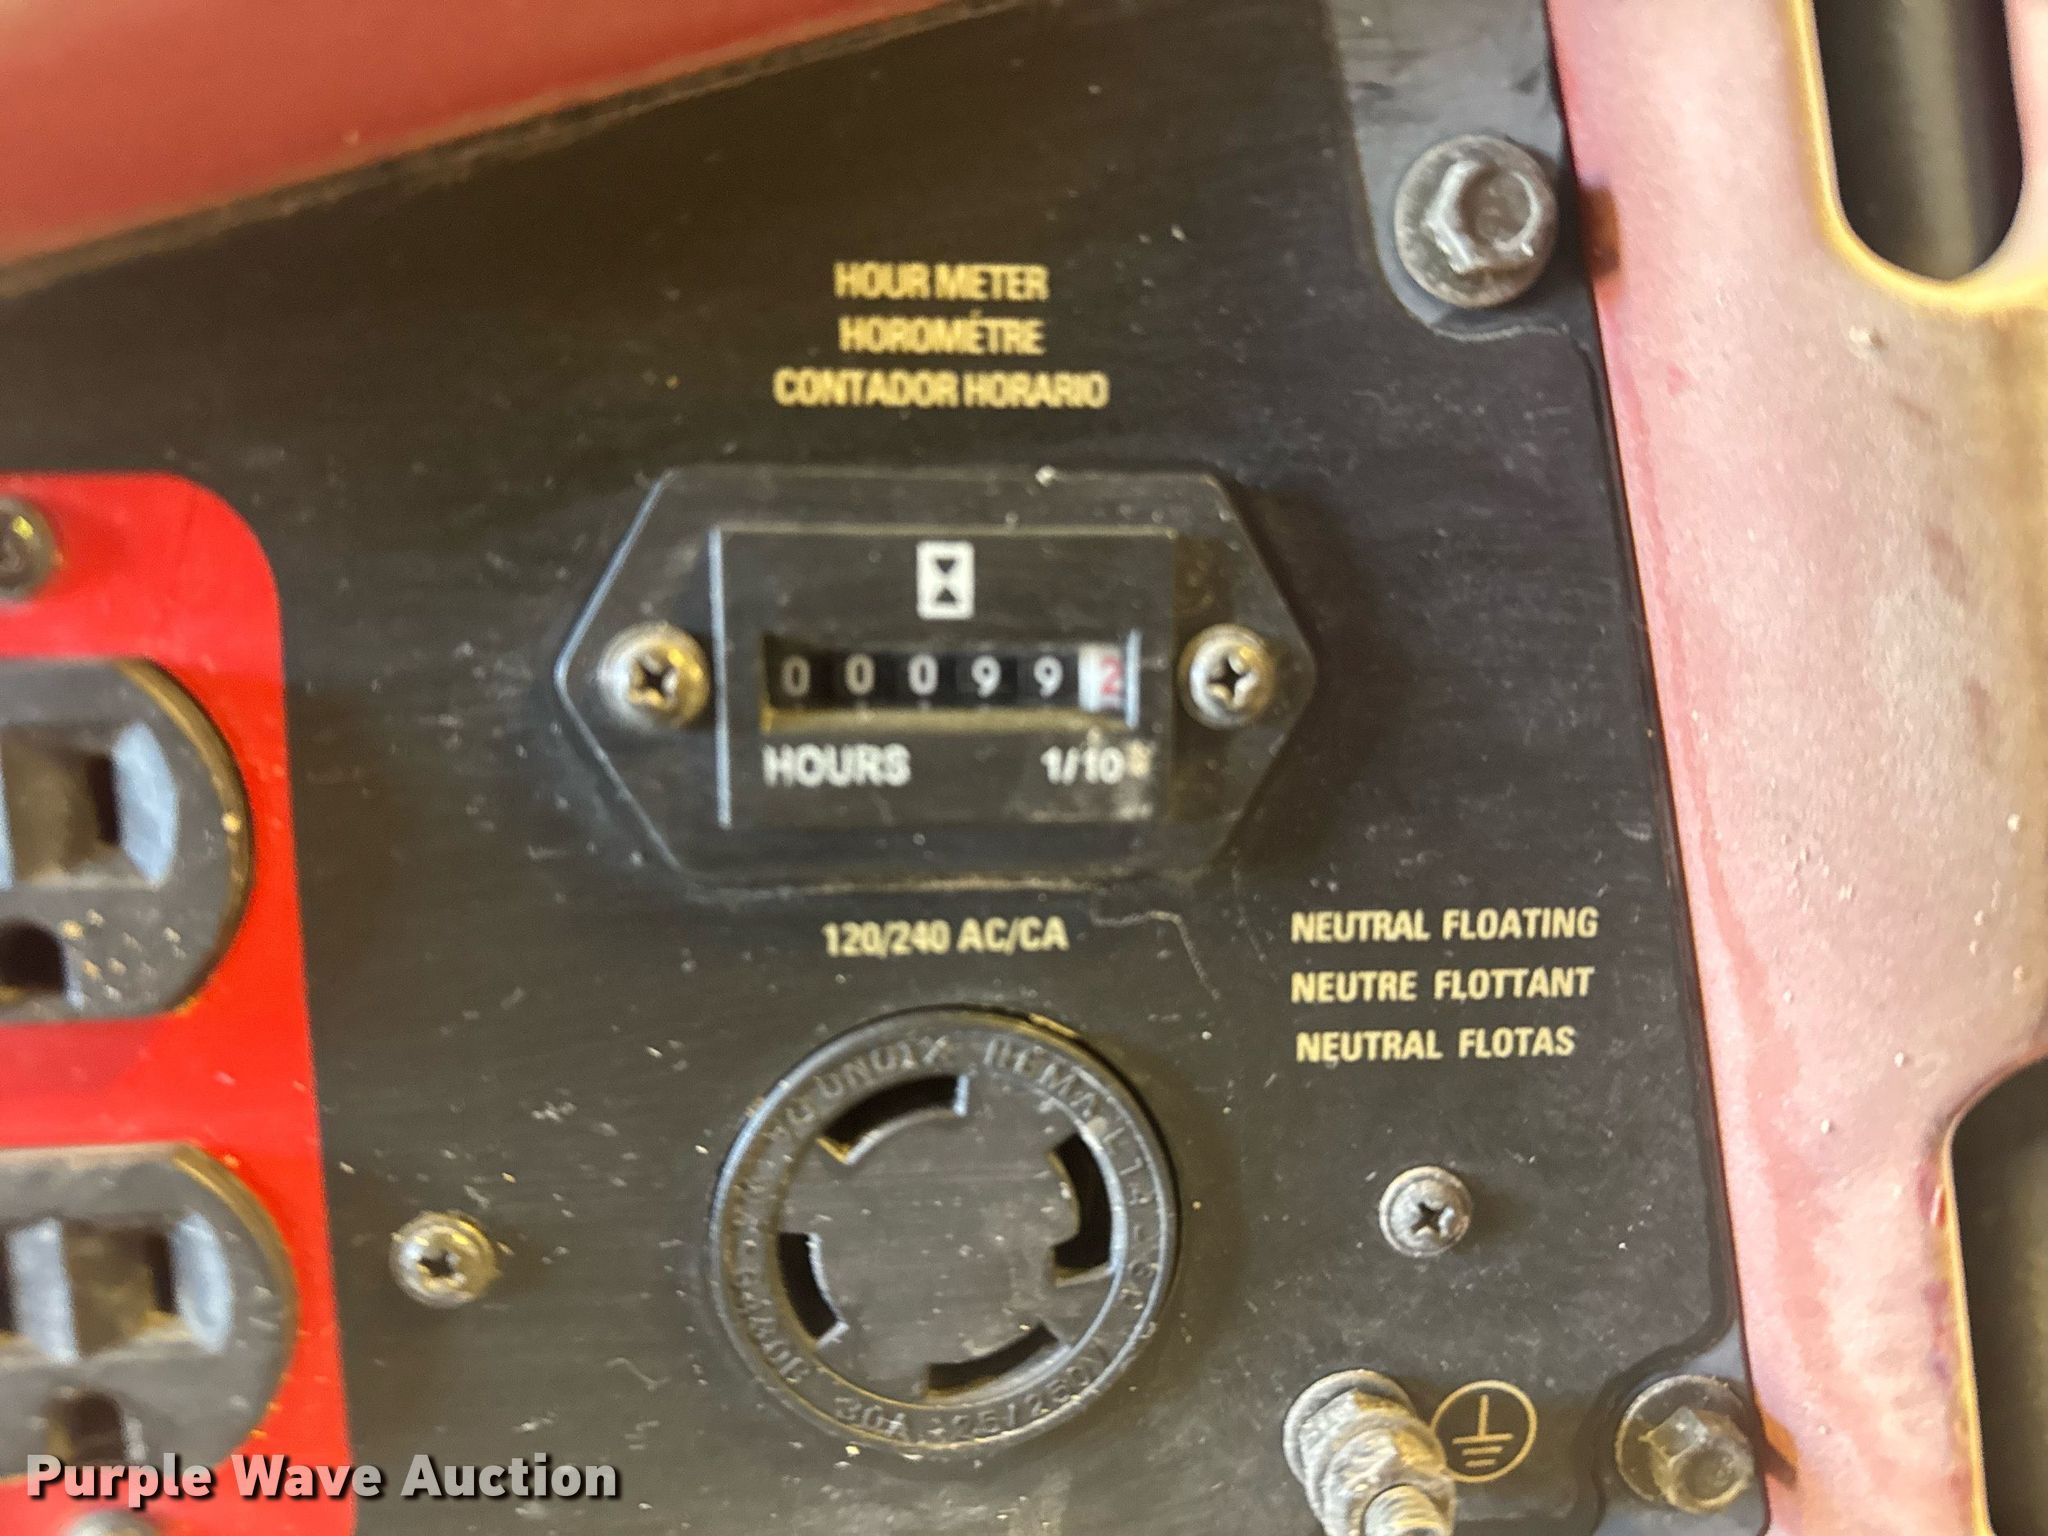 HOUR METER
HOROMÉTRE
CONTADOR HORARIO
0 0 0 9 9 2
HOURS 1/10
120/240 AC/CA
NEUTRAL FLOATING
NEUTRE FLOTTANT
NEUTRAL FLOTAS
30A 125/250V
Purple Wave Auction